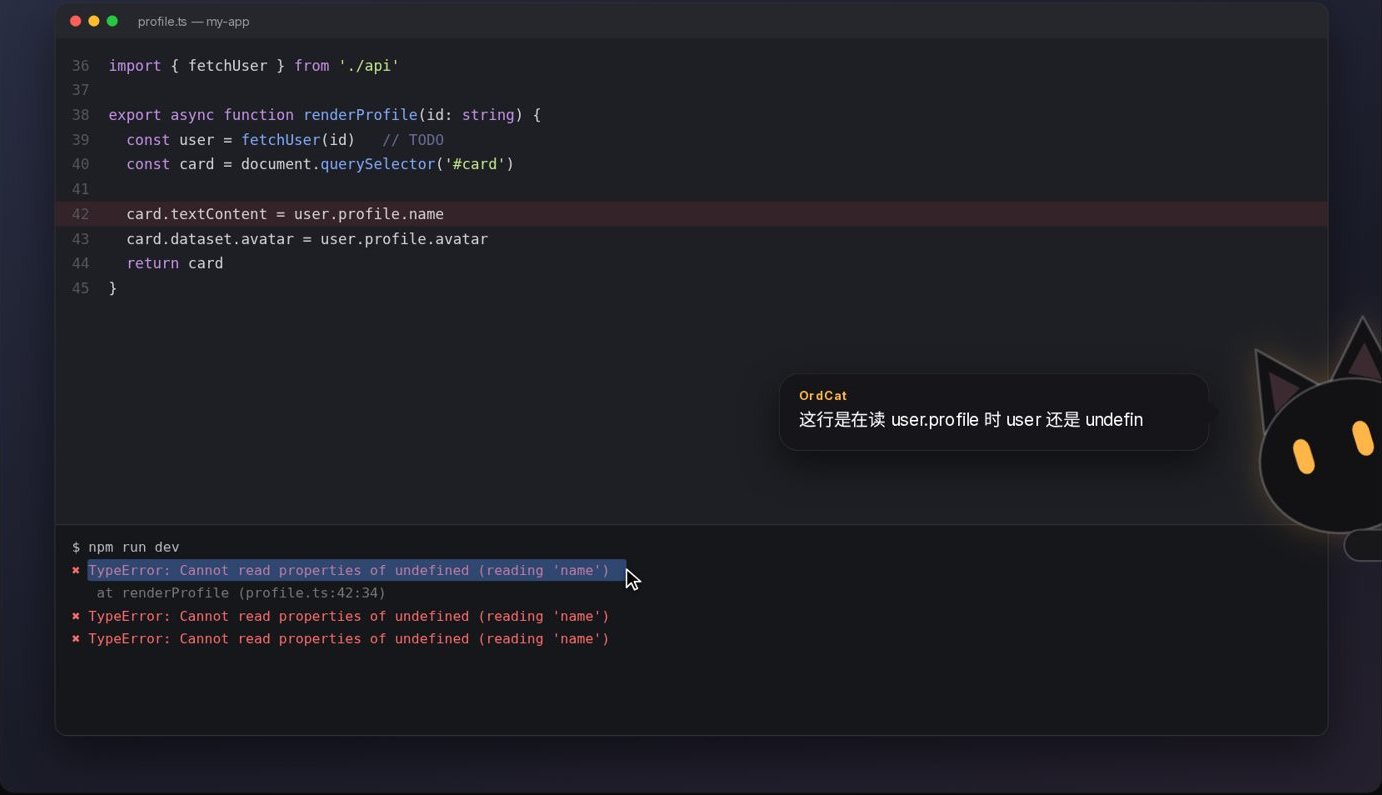 profile.ts — my-app
36 import { fetchUser } from './api'
37
38 export async function renderProfile(id: string) {
39   const user = fetchUser(id)   // TODO
40   const card = document.querySelector('#card')
41
42   card.textContent = user.profile.name
43   card.dataset.avatar = user.profile.avatar
44   return card
45 }
OrdCat
这行是在读 user.profile 时 user 还是 undefin
$ npm run dev
✖ TypeError: Cannot read properties of undefined (reading 'name')
   at renderProfile (profile.ts:42:34)
✖ TypeError: Cannot read properties of undefined (reading 'name')
✖ TypeError: Cannot read properties of undefined (reading 'name')